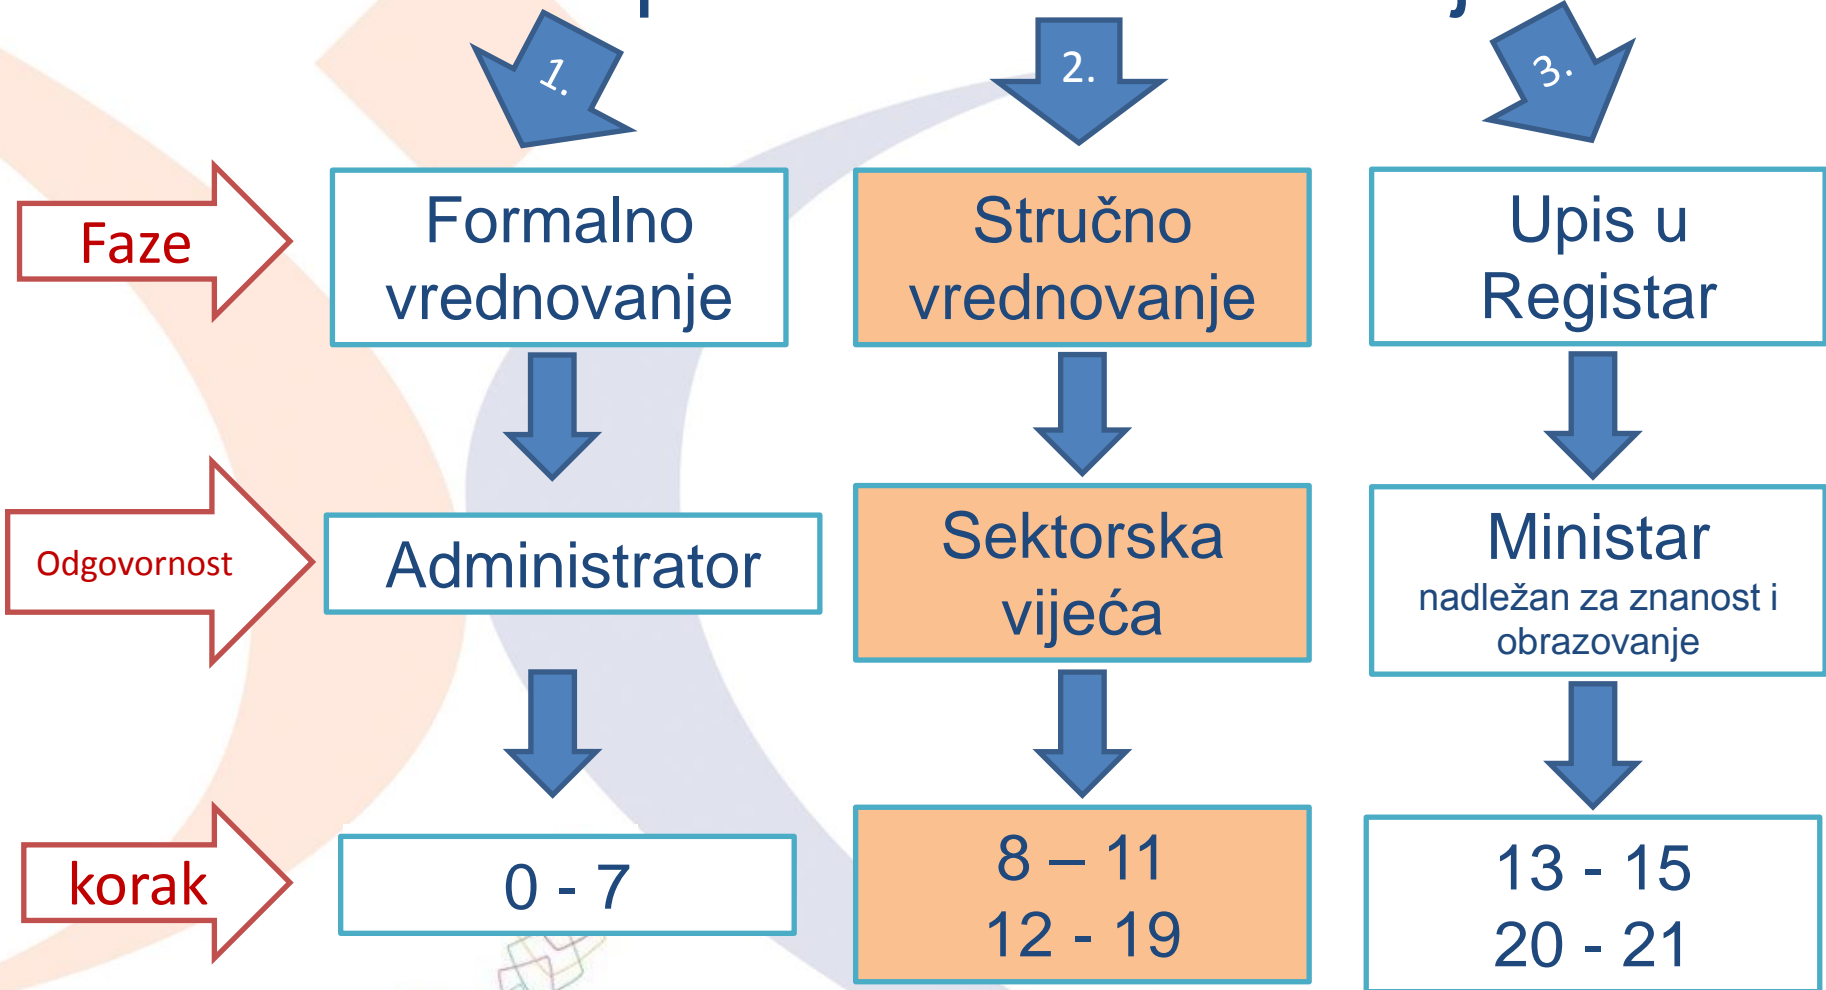 1.
2.
3.
Faze
Formalno
vrednovanje
Stručno
vrednovanje
Upis u
Registar
Odgovornost
Administrator
Sektorska
vijeća
Ministar
nadležan za znanost i
obrazovanje
korak
0 - 7
8 – 11
12 - 19
13 - 15
20 - 21